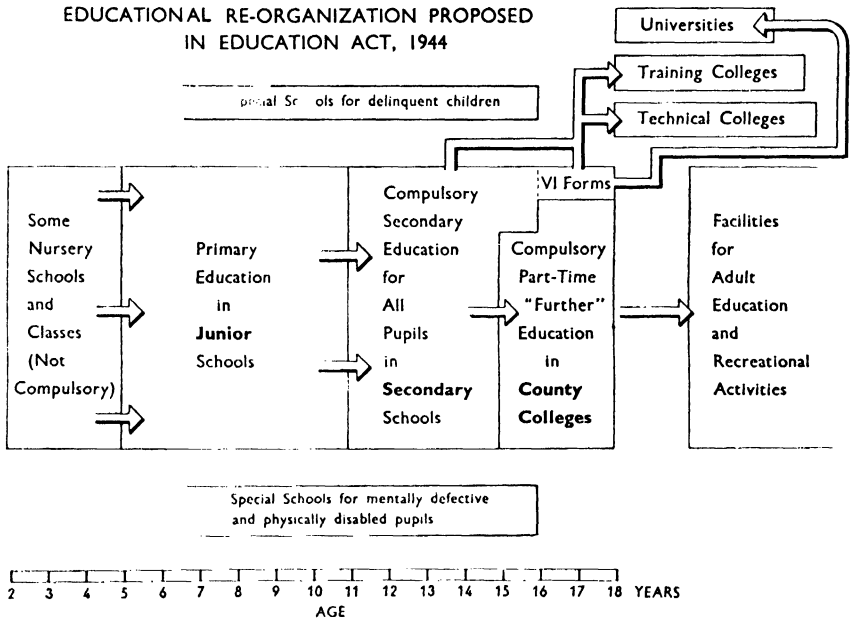 EDUCATIONAL RE-ORGANIZATION PROPOSED
IN EDUCATION ACT, 1944
Universities
Training Colleges
Technical Colleges
for delinquent children
Some
Nursery
Schools
and
Classes
(Not
Compulsory)
Primary
Education
in
Junior
Schools
Compulsory
Secondary
Education
for
All
Pupils
in
Secondary
Schools
VI Forms
Compulsory
Part-Time
"Further"
Education
in
County
Colleges
Facilities
for
Adult
Education
and
Recreational
Activities
Special Schools for mentally defective
and physically disabled pupils
2 3 4 5 6 7 8 9 10 11 12 13 14 15 16 17 18 YEARS
AGE